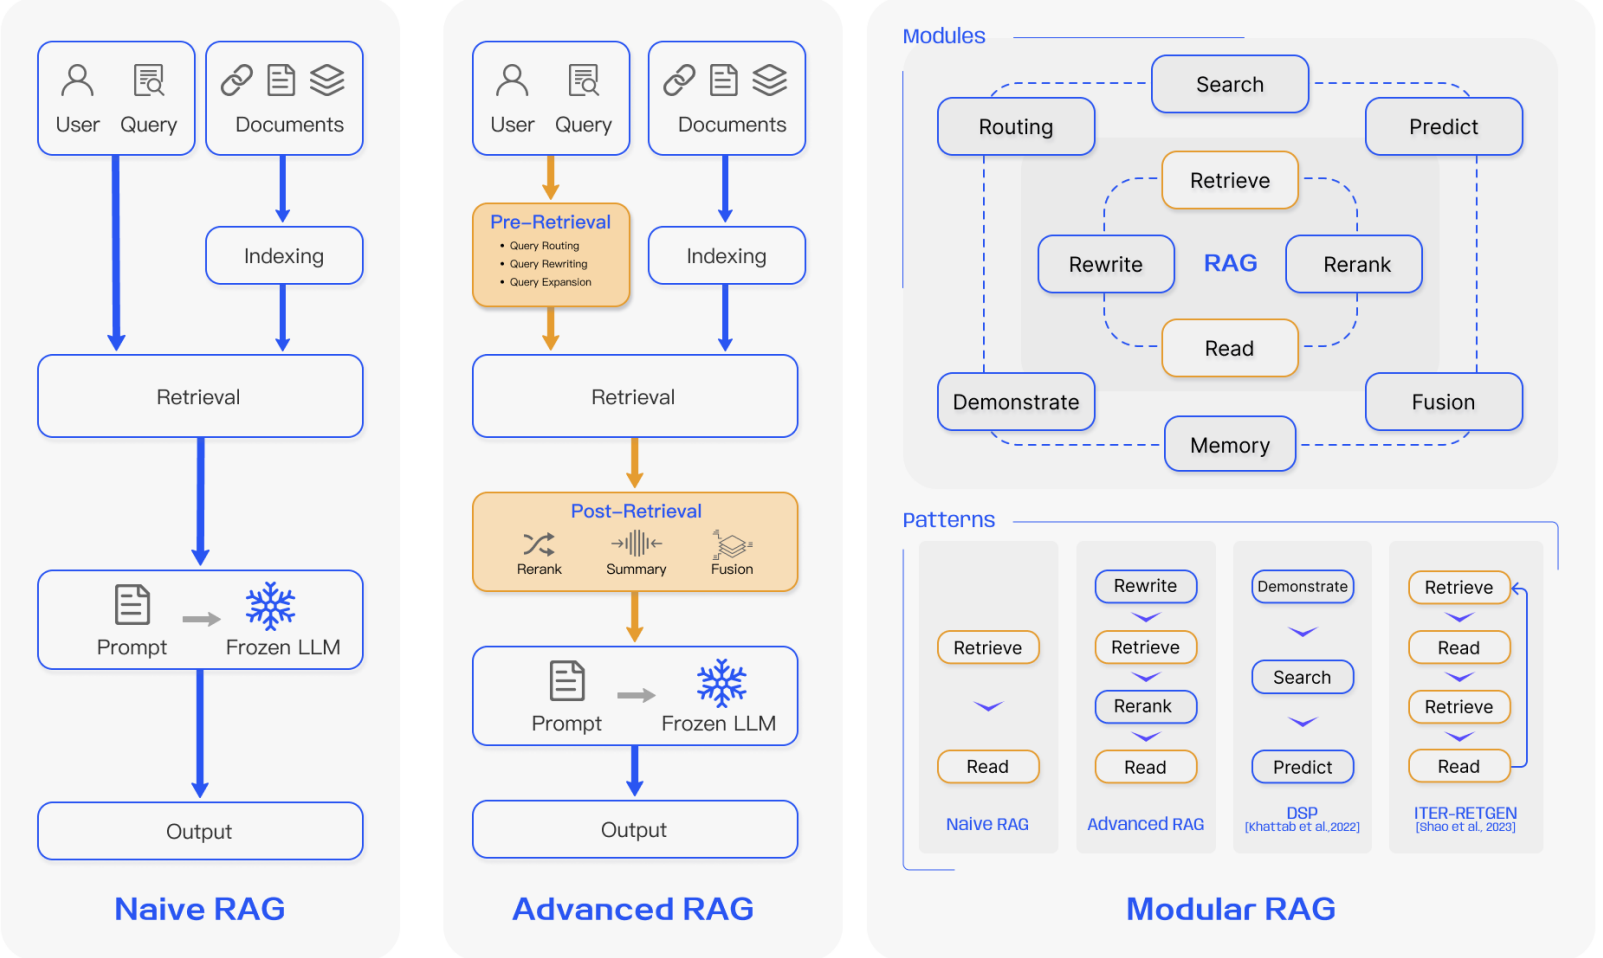 User Query
Documents
Indexing
Retrieval
Prompt
Frozen LLM
Output
Naive RAG
User Query
Documents
Pre-Retrieval
• Query Routing
• Query Rewriting
• Query Expansion
Indexing
Retrieval
Post-Retrieval
Rerank
Summary
Fusion
Prompt
Frozen LLM
Output
Advanced RAG
Modules
Search
Routing
Predict
Retrieve
Rewrite
RAG
Rerank
Read
Demonstrate
Fusion
Memory
Patterns
Retrieve
Read
Naive RAG
Rewrite
Retrieve
Rerank
Read
Advanced RAG
Demonstrate
Search
Predict
DSP
[Khattab et al.,2022]
Retrieve
Read
Retrieve
Read
ITER-RETGEN
[Shao et al., 2023]
Modular RAG